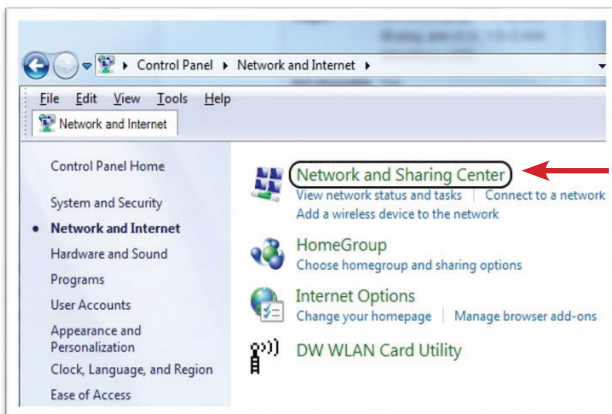 Control Panel ▸ Network and Internet ▸
File Edit View Tools Help
Network and Internet
Control Panel Home
System and Security
• Network and Internet
Hardware and Sound
Programs
User Accounts
Appearance and
Personalization
Clock, Language, and Region
Ease of Access
Network and Sharing Center
View network status and tasks | Connect to a network
Add a wireless device to the network
HomeGroup
Choose homegroup and sharing options
Internet Options
Change your homepage | Manage browser add-ons
DW WLAN Card Utility